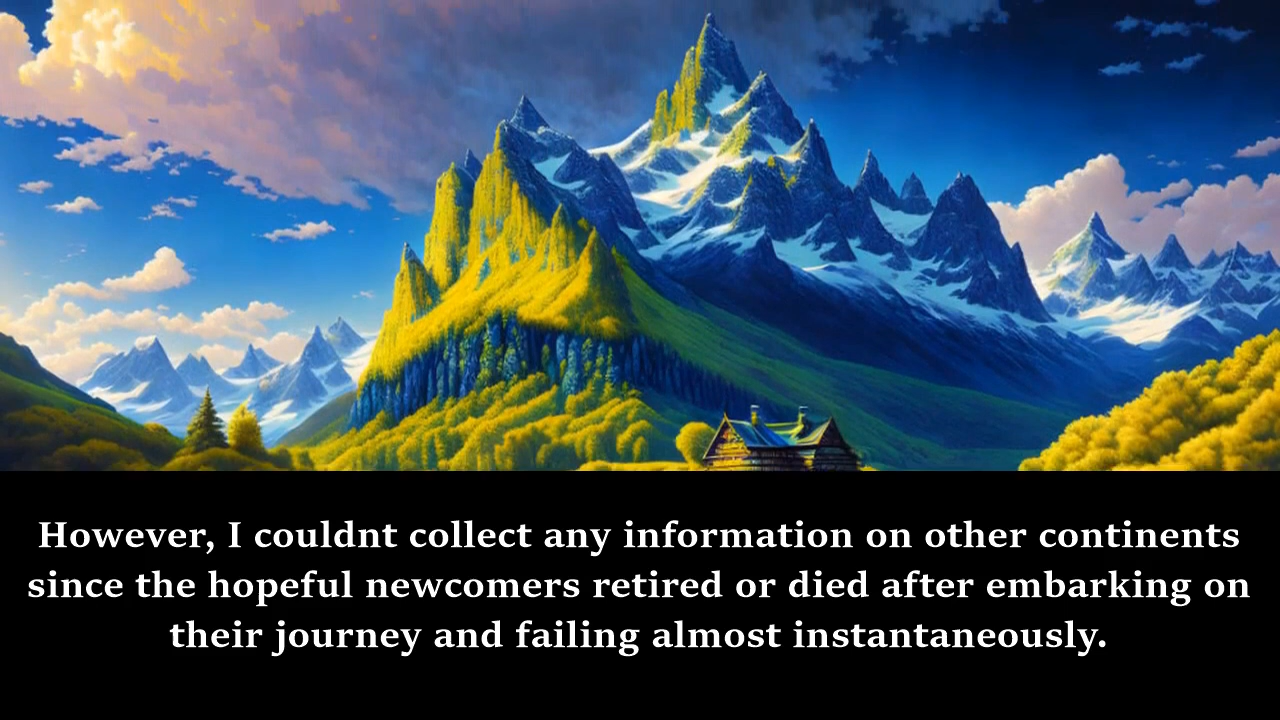 However, I couldnt collect any information on other continents
since the hopeful newcomers retired or died after embarking on
their journey and failing almost instantaneously.